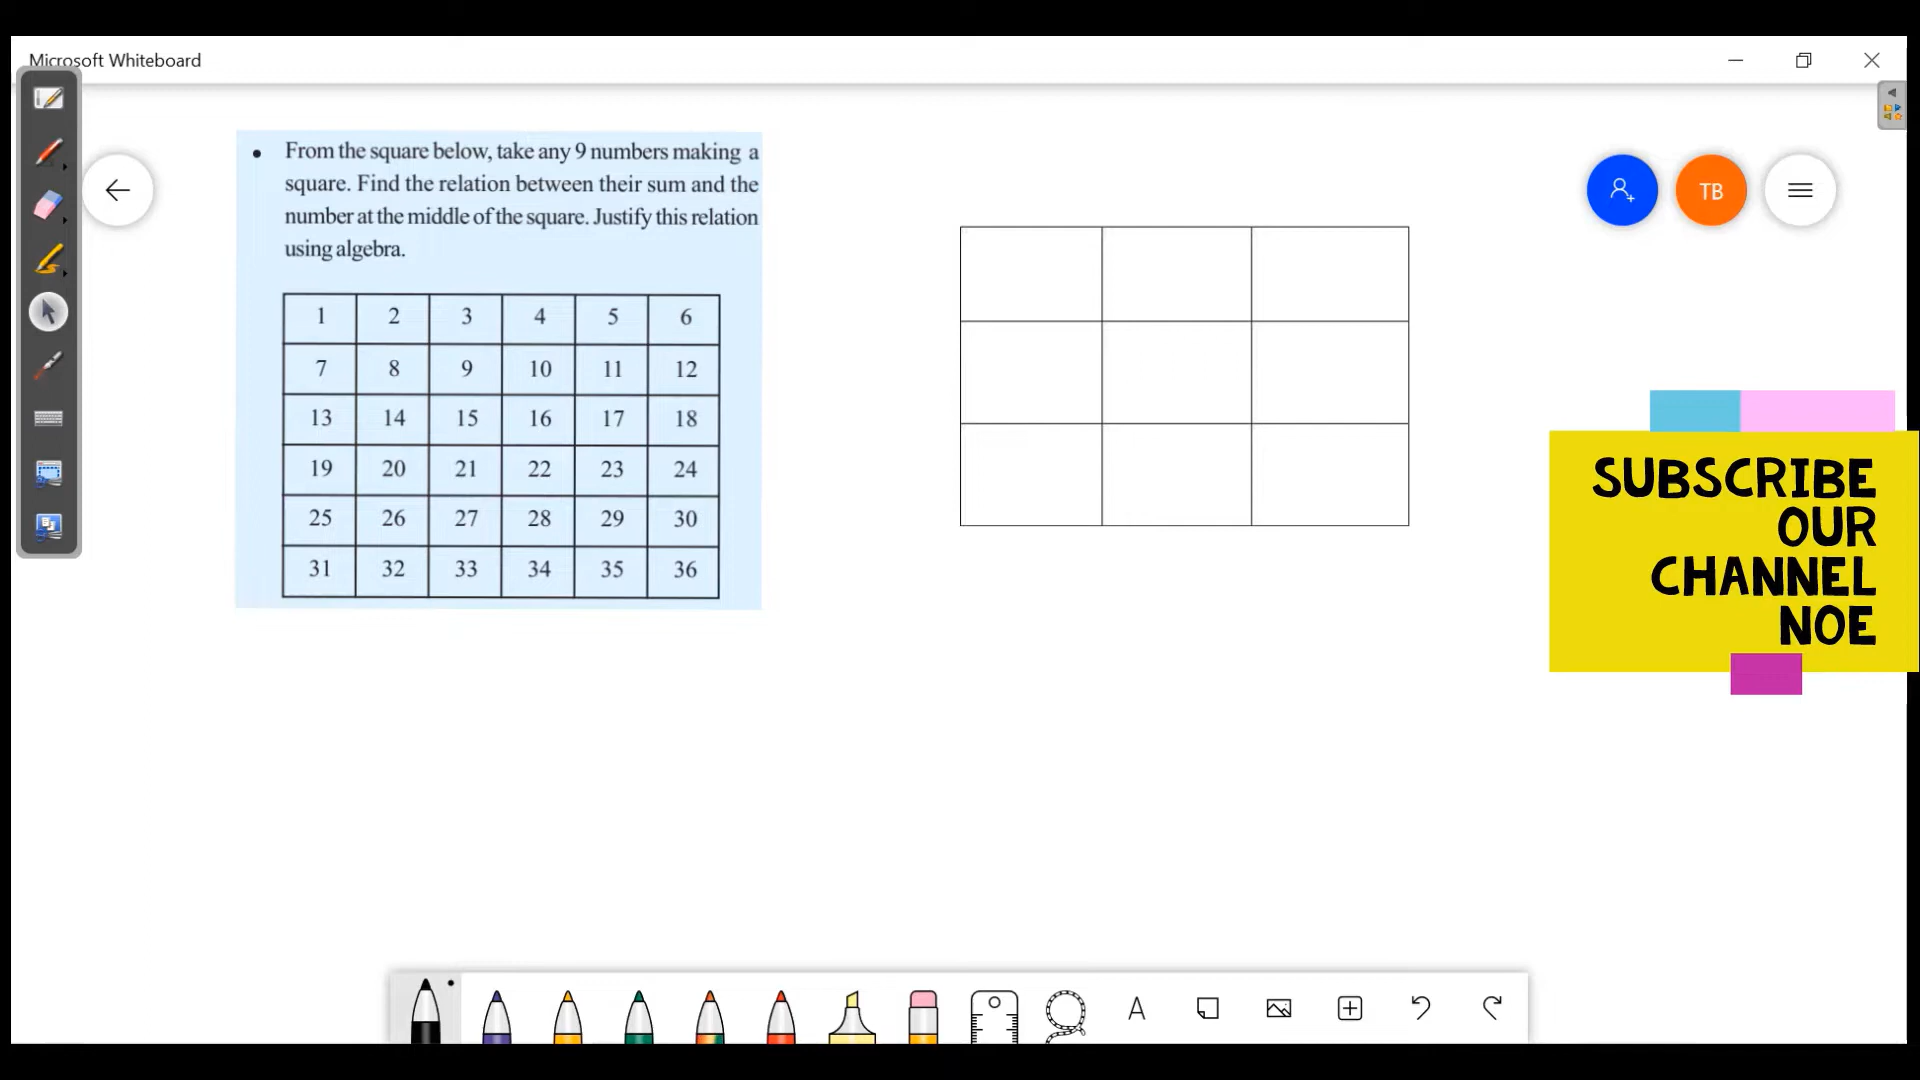 Microsoft Whiteboard
• From the square below, take any 9 numbers making a
square. Find the relation between their sum and the
number at the middle of the square. Justify this relation
using algebra.
1 2 3 4 5 6
7 8 9 10 11 12
13 14 15 16 17 18
19 20 21 22 23 24
25 26 27 28 29 30
31 32 33 34 35 36
TB
SUBSCRIBE
OUR
CHANNEL
NOE
A